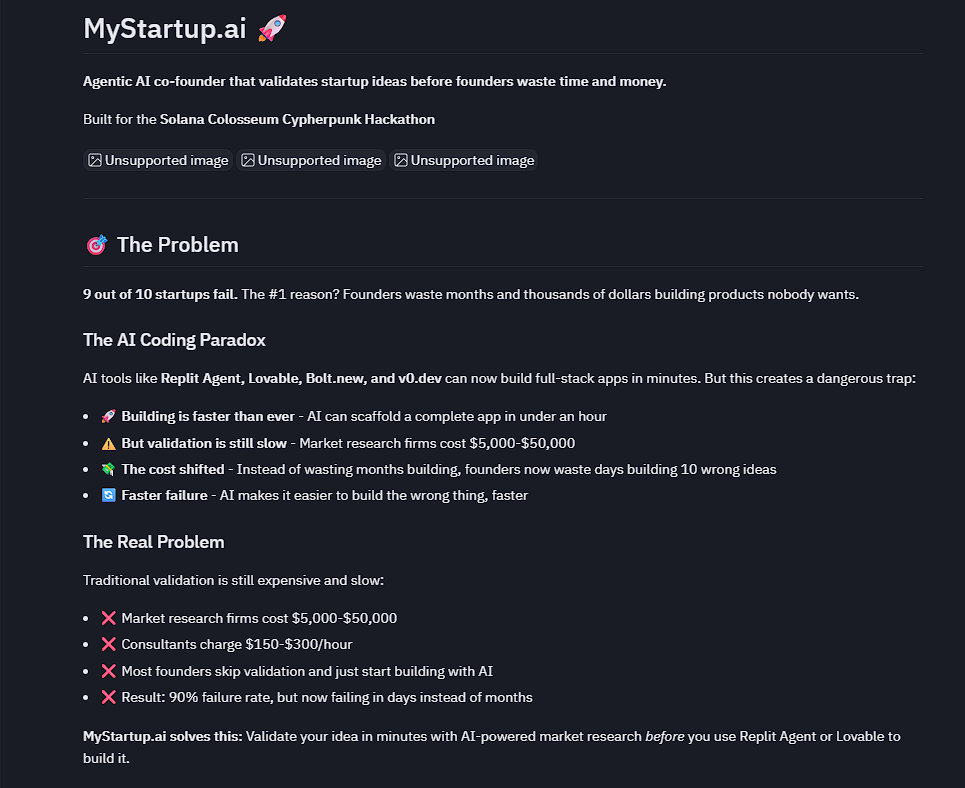 MyStartup.ai 🚀
Agentic AI co-founder that validates startup ideas before founders waste time and money.
Built for the Solana Colosseum Cypherpunk Hackathon
Unsupported image Unsupported image Unsupported image
🎯 The Problem
9 out of 10 startups fail. The #1 reason? Founders waste months and thousands of dollars building products nobody wants.
The AI Coding Paradox
AI tools like Replit Agent, Lovable, Bolt.new, and v0.dev can now build full-stack apps in minutes. But this creates a dangerous trap:
• 🚀 Building is faster than ever - AI can scaffold a complete app in under an hour
• ⚠️ But validation is still slow - Market research firms cost $5,000-$50,000
• 💸 The cost shifted - Instead of wasting months building, founders now waste days building 10 wrong ideas
• 🔄 Faster failure - AI makes it easier to build the wrong thing, faster
The Real Problem
Traditional validation is still expensive and slow:
• ❌ Market research firms cost $5,000-$50,000
• ❌ Consultants charge $150-$300/hour
• ❌ Most founders skip validation and just start building with AI
• ❌ Result: 90% failure rate, but now failing in days instead of months
MyStartup.ai solves this: Validate your idea in minutes with AI-powered market research before you use Replit Agent or Lovable to
build it.